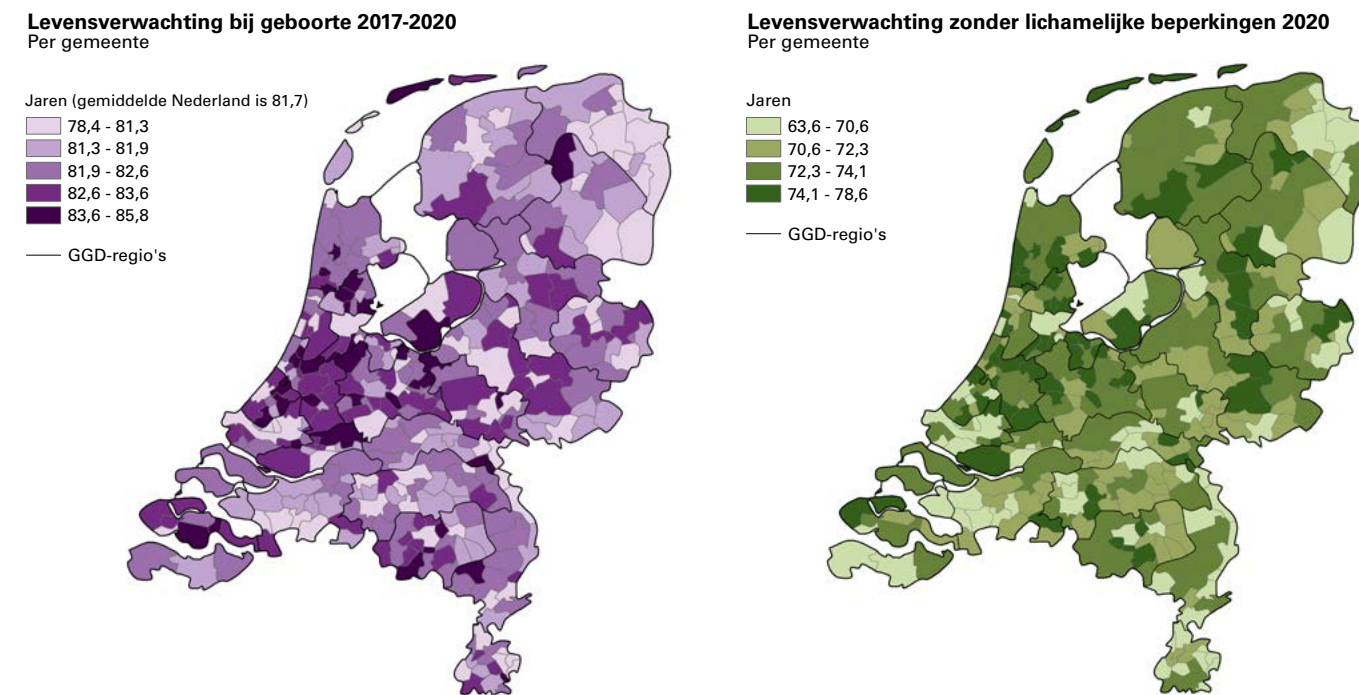 Levensverwachting bij geboorte 2017-2020
Per gemeente
Jaren (gemiddelde Nederland is 81,7)
78,4 - 81,3
81,3 - 81,9
81,9 - 82,6
82,6 - 83,6
83,6 - 85,8
GGD-regio's
Levensverwachting zonder lichamelijke beperkingen 2020
Per gemeente
Jaren
63,6 - 70,6
70,6 - 72,3
72,3 - 74,1
74,1 - 78,6
GGD-regio's